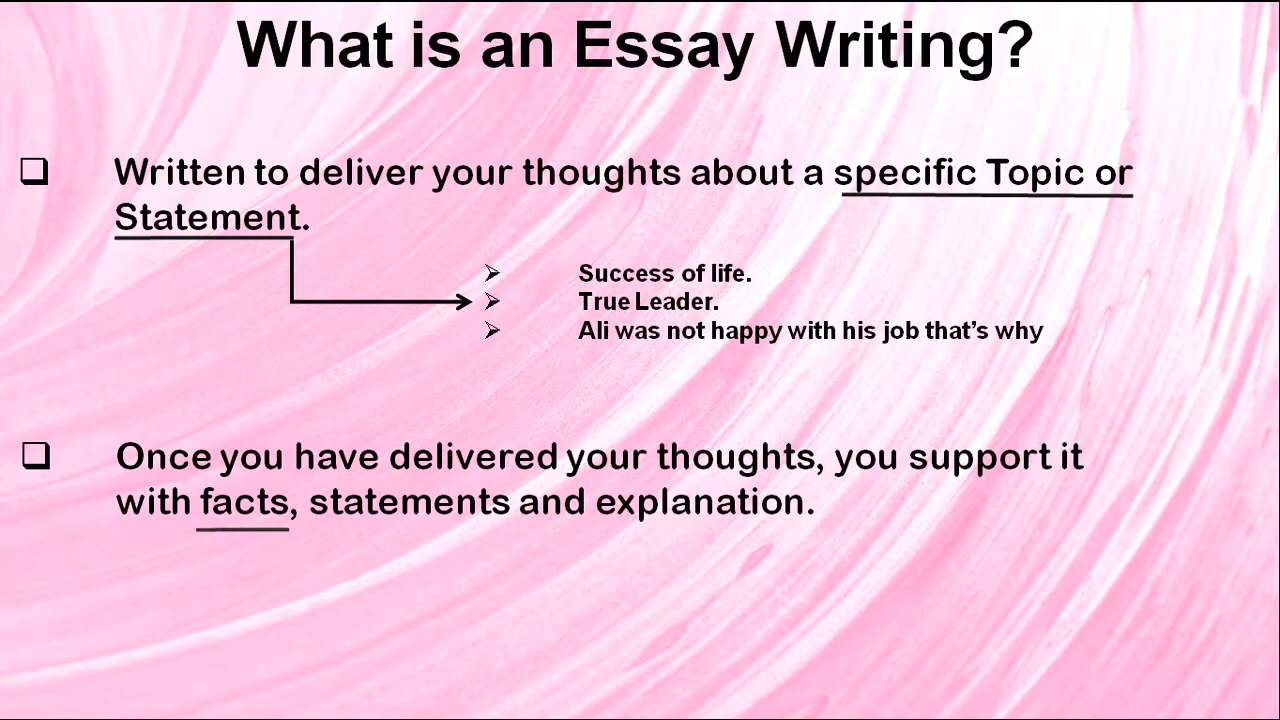 What is an Essay Writing?
Written to deliver your thoughts about a specific Topic or
Statement.
Success of life.
True Leader.
Ali was not happy with his job that’s why
Once you have delivered your thoughts, you support it
with facts, statements and explanation.